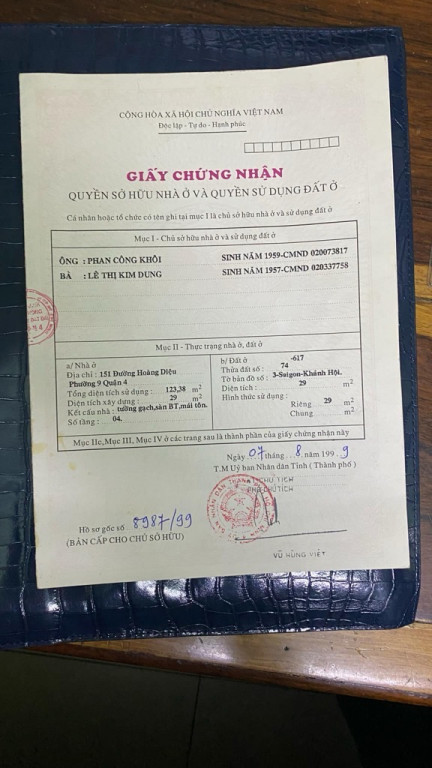 CỘNG HÒA XÃ HỘI CHỦ NGHĨA VIỆT NAM
Độc lập - Tự do - Hạnh phúc
GIẤY CHỨNG NHẬN
QUYỀN SỞ HỮU NHÀ Ở VÀ QUYỀN SỬ DỤNG ĐẤT Ở
Cá nhân hoặc tổ chức có tên ghi tại mục I là chủ sở hữu nhà ở và sử dụng đất ở
Mục I - Chủ sở hữu nhà ở và sử dụng đất ở
ÔNG : PHAN CÔNG KHÔI SINH NĂM 1959-CMND 020073817
BÀ : LÊ THỊ KIM DUNG SINH NĂM 1957-CMND 020337758
Mục II - Thực trạng nhà ở, đất ở
a/ Nhà ở
Địa chỉ : 151 Đường Hoàng Diệu
Phường 9 Quận 4
Tổng diện tích sử dụng : 123,38 m2
Diện tích xây dựng : 29 m2
Kết cấu nhà : tường gạch,sàn BT,mái tôn.
Số tầng : 04.
b/ Đất ở -617
Thửa đất số : 74
Tờ bản đồ số : 3-Saigon-Khánh Hội.
Diện tích : 29 m2
Hình thức sử dụng :
Riêng 29 m2
Chung m2
Mục IIc,Mục III, Mục IV ở các trang sau là thành phần của giấy chứng nhận này
Ngày 07 tháng . 8 . năm 199 . 9
T.M Uỷ ban Nhân dân Tỉnh ( Thành phố )
CHỦ TỊCH
PHÓ CHỦ TỊCH
Hồ sơ gốc số 8987/99
(BẢN CẤP CHO CHỦ SỞ HỮU)
VŨ HÙNG VIỆT